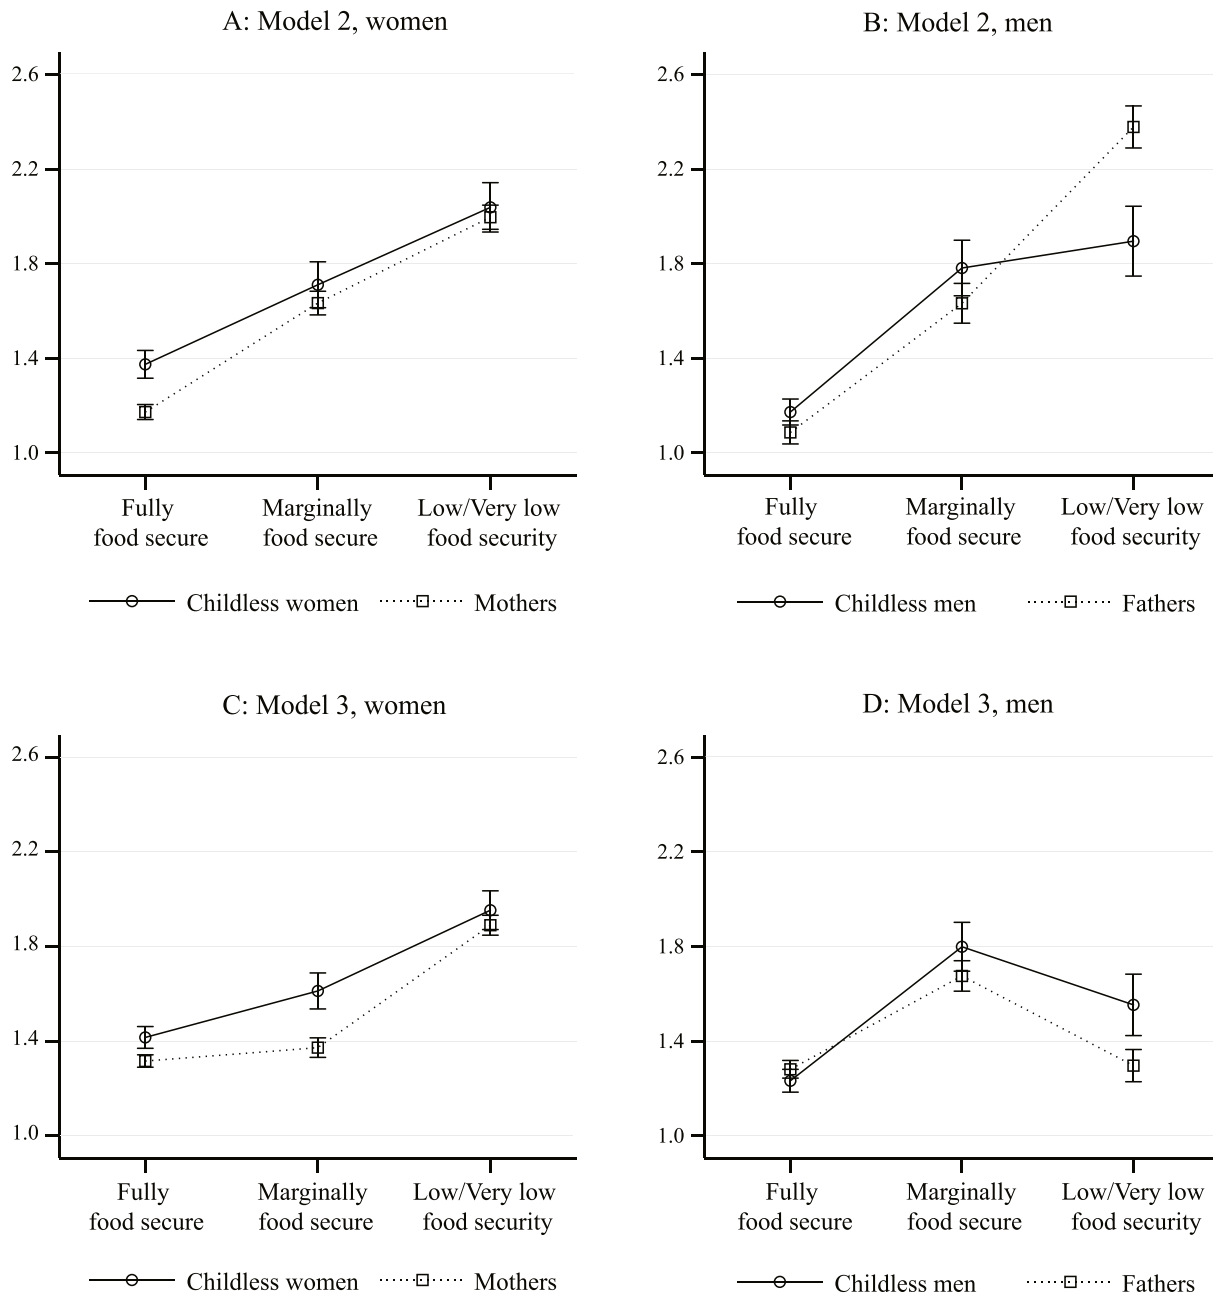 A: Model 2, women
2.6
2.2
1.8
1.4
1.0
Fully
food secure
Marginally
food secure
Low/Very low
food security
Childless women
Mothers
B: Model 2, men
2.6
2.2
1.8
1.4
1.0
Fully
food secure
Marginally
food secure
Low/Very low
food security
Childless men
Fathers
C: Model 3, women
2.6
2.2
1.8
1.4
1.0
Fully
food secure
Marginally
food secure
Low/Very low
food security
Childless women
Mothers
D: Model 3, men
2.6
2.2
1.8
1.4
1.0
Fully
food secure
Marginally
food secure
Low/Very low
food security
Childless men
Fathers